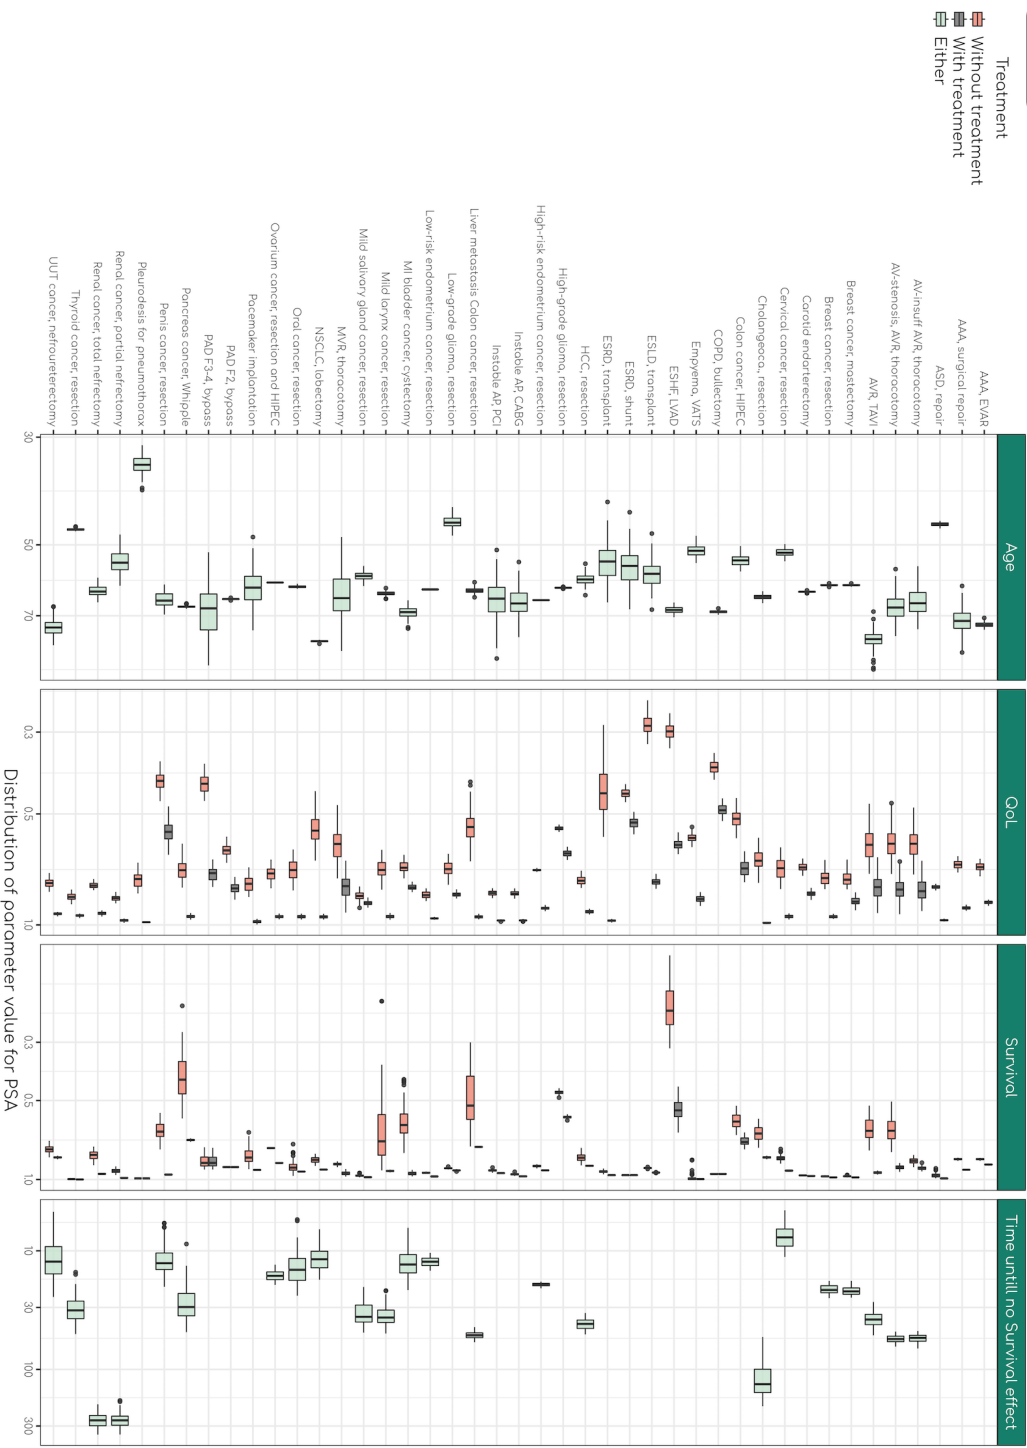 Age
QoL
Survival
Time untill no Survival effect
AAA, EVAR
AAA, surgical repair
ASD, repair
AV-insuff AVR, thoracotomy
AV-stenosis, AVR, thoracotomy
AVR, TAVI
Breast cancer, mastectomy
Breast cancer, resection
Carotid endarterectomy
Cervical cancer, resection
Cholangeoca., resection
Colon cancer, HIPEC
COPD, bullectomy
Empyema, VATS
ESHF, LVAD
ESLD, transplant
ESRD, shunt
ESRD, transplant
HCC, resection
High-grade glioma, resection
High-risk endometrium cancer, resection
Instable AP, CABG
Instable AP, PCI
Liver metastasis Colon cancer, resection
Low-grade glioma, resection
Low-risk endometrium cancer, resection
MI bladder cancer, cystectomy
Mild larynx cancer, resection
Mild salivary gland cancer, resection
MVR, thoracotomy
NSCLC, lobectomy
Oral cancer, resection
Ovarium cancer, resection and HIPEC
Pacemaker implantation
PAD F2, bypass
PAD F3-4, bypass
Pancreas cancer, Whipple
Penis cancer, resection
Pleurodesis for pneumothorax
Renal cancer, partial nefrectomy
Renal cancer, total nefrectomy
Thyroid cancer, resection
UUT cancer, nefroureterectomy
30
50
70
0.3
0.5
1.0
0.3
0.5
1.0
10
30
100
300
Distribution of parameter value for PSA
Treatment
Without treatment
With treatment
Either